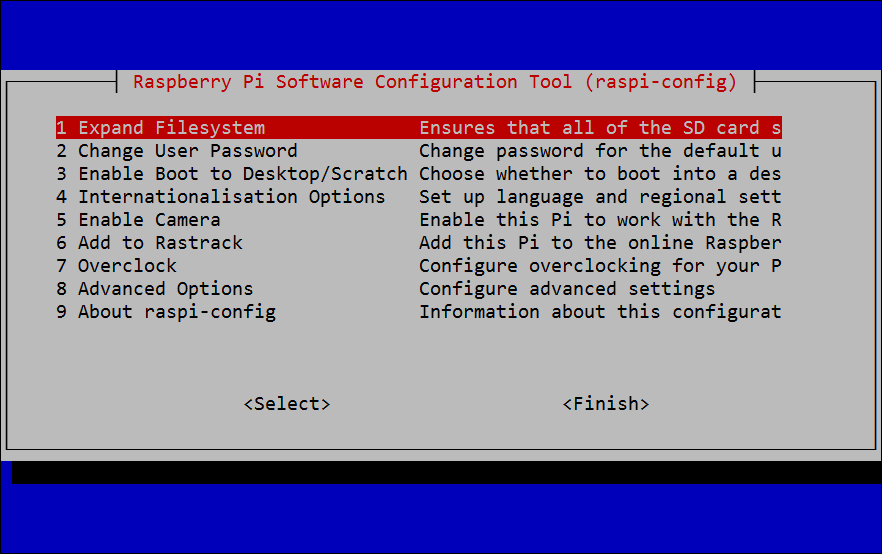 Raspberry Pi Software Configuration Tool (raspi-config)
1 Expand Filesystem Ensures that all of the SD card s
2 Change User Password Change password for the default u
3 Enable Boot to Desktop/Scratch Choose whether to boot into a des
4 Internationalisation Options Set up language and regional sett
5 Enable Camera Enable this Pi to work with the R
6 Add to Rastrack Add this Pi to the online Raspber
7 Overclock Configure overclocking for your P
8 Advanced Options Configure advanced settings
9 About raspi-config Information about this configurat
<Select> <Finish>